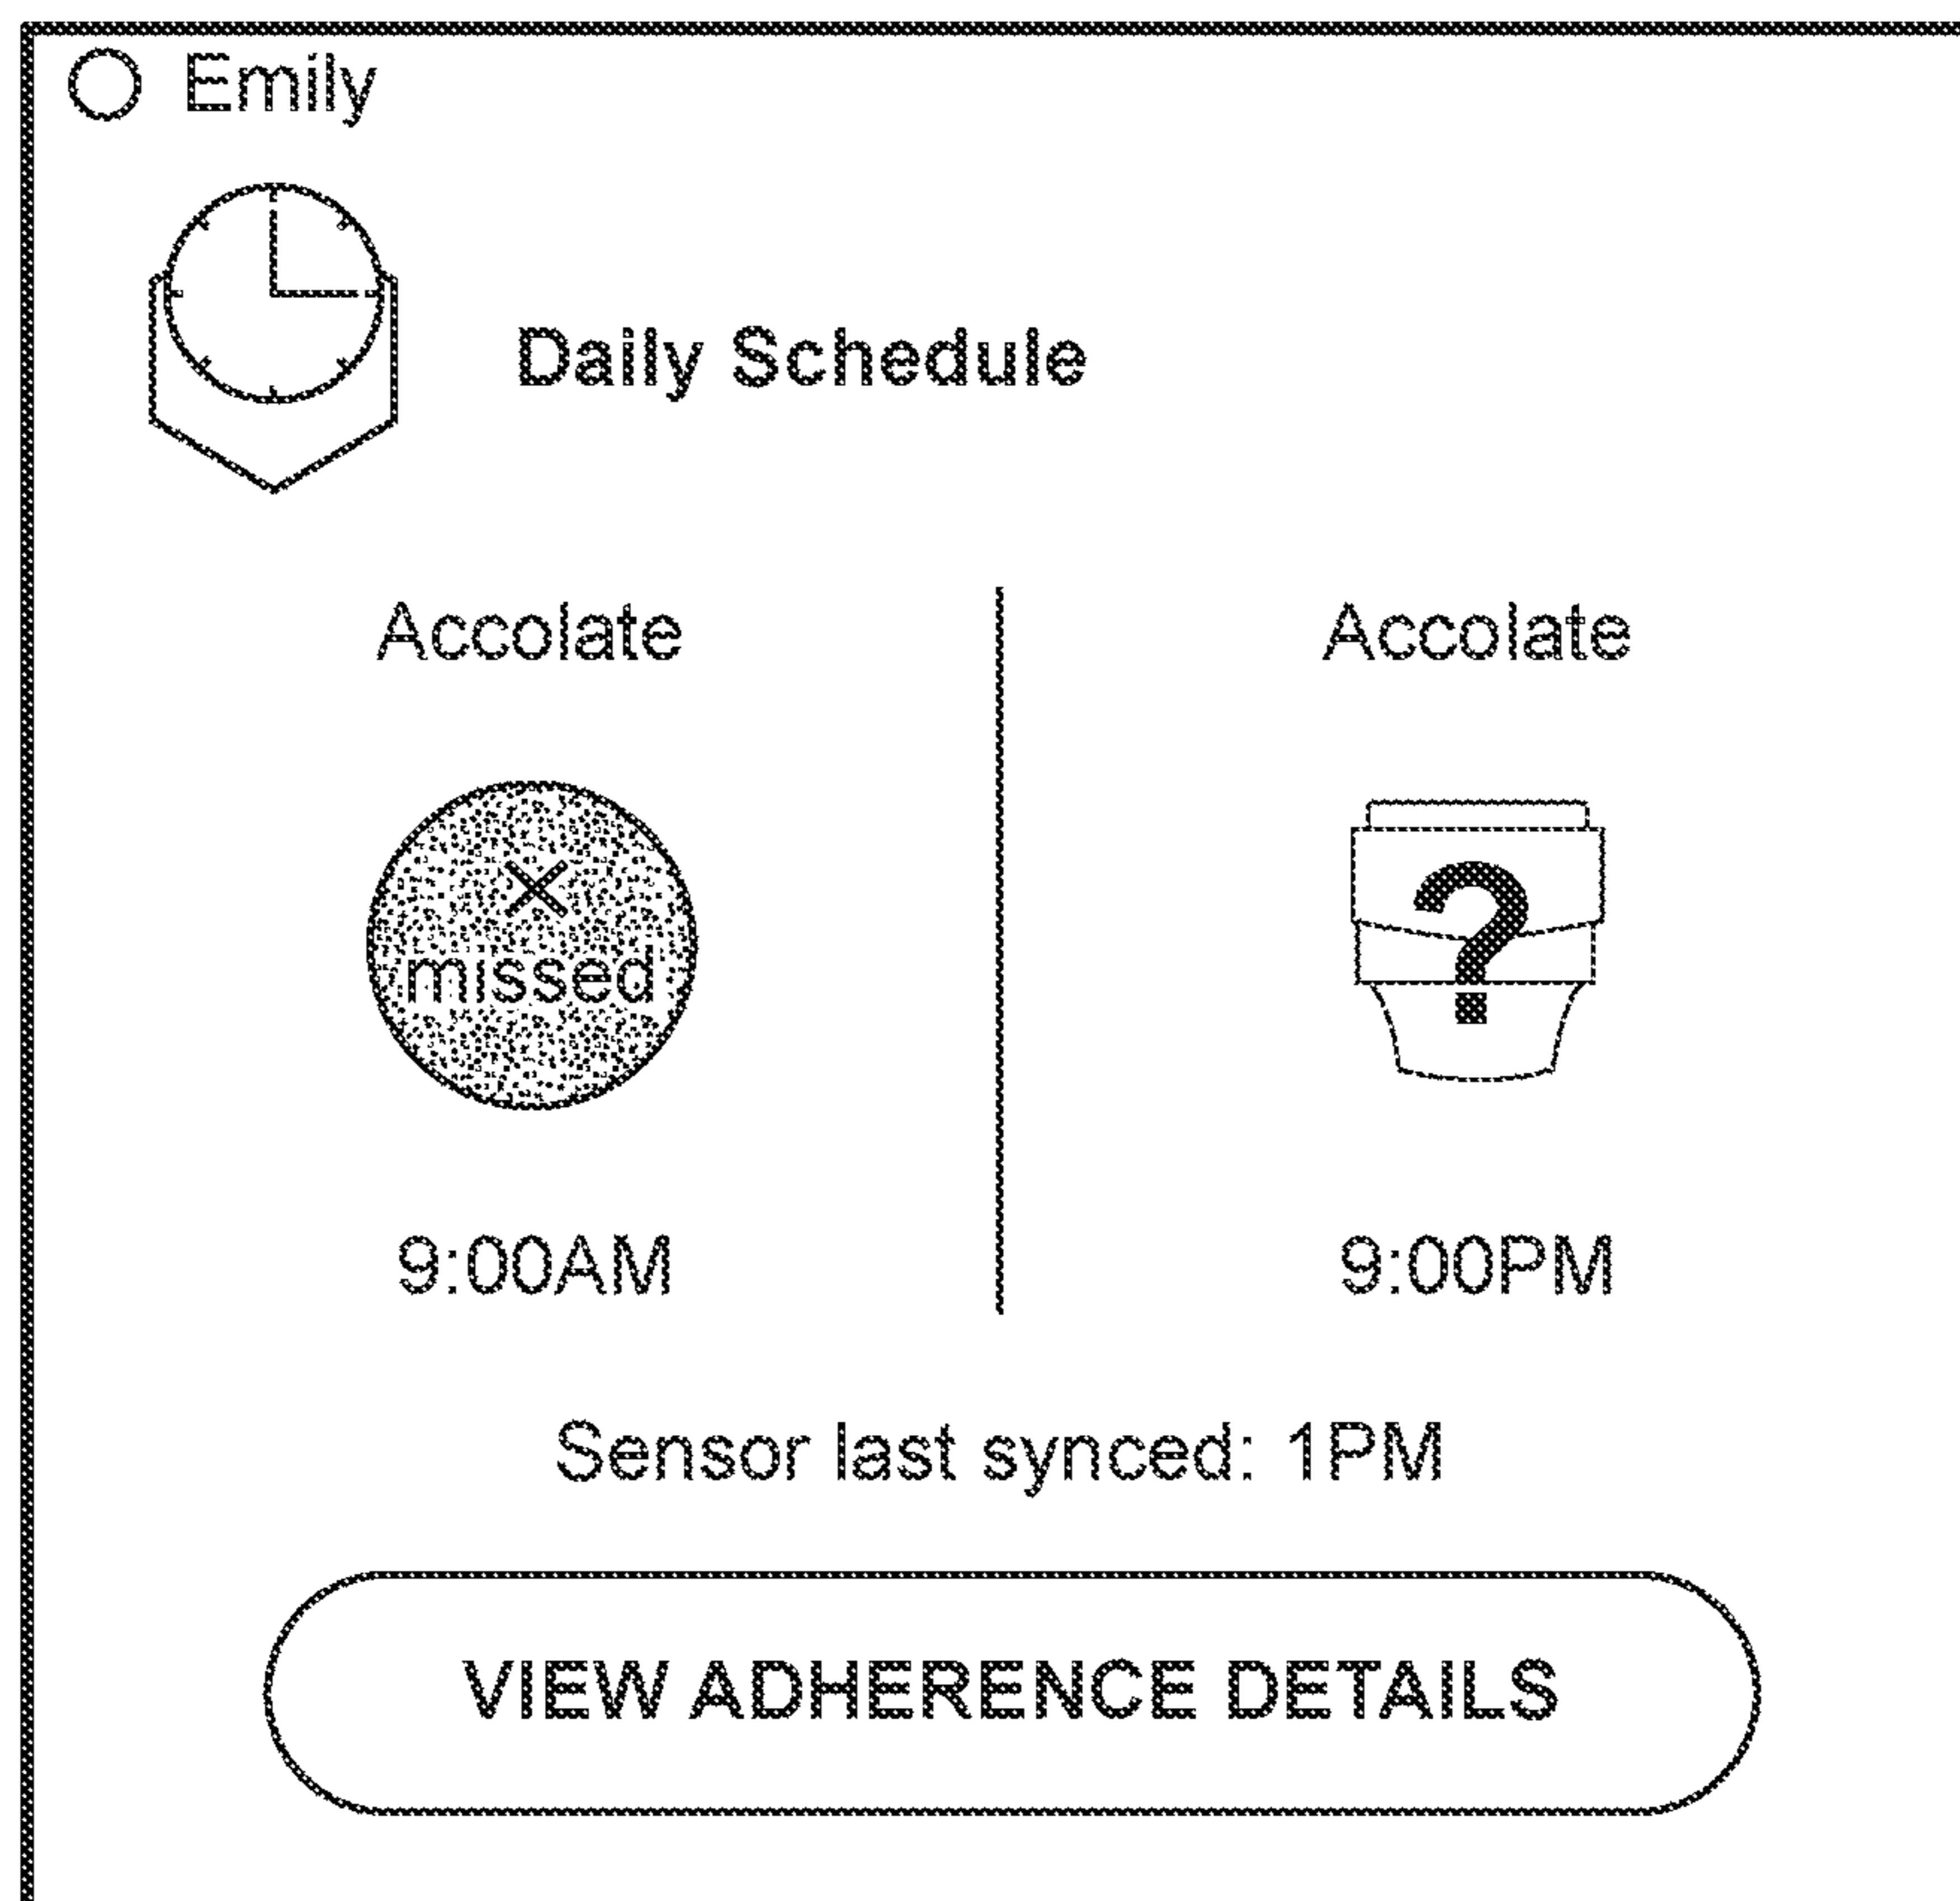 Emily
Daily Schedule
Accolate
Accolate
×
missed
?
9:00AM
9:00PM
Sensor last synced: 1PM
VIEW ADHERENCE DETAILS